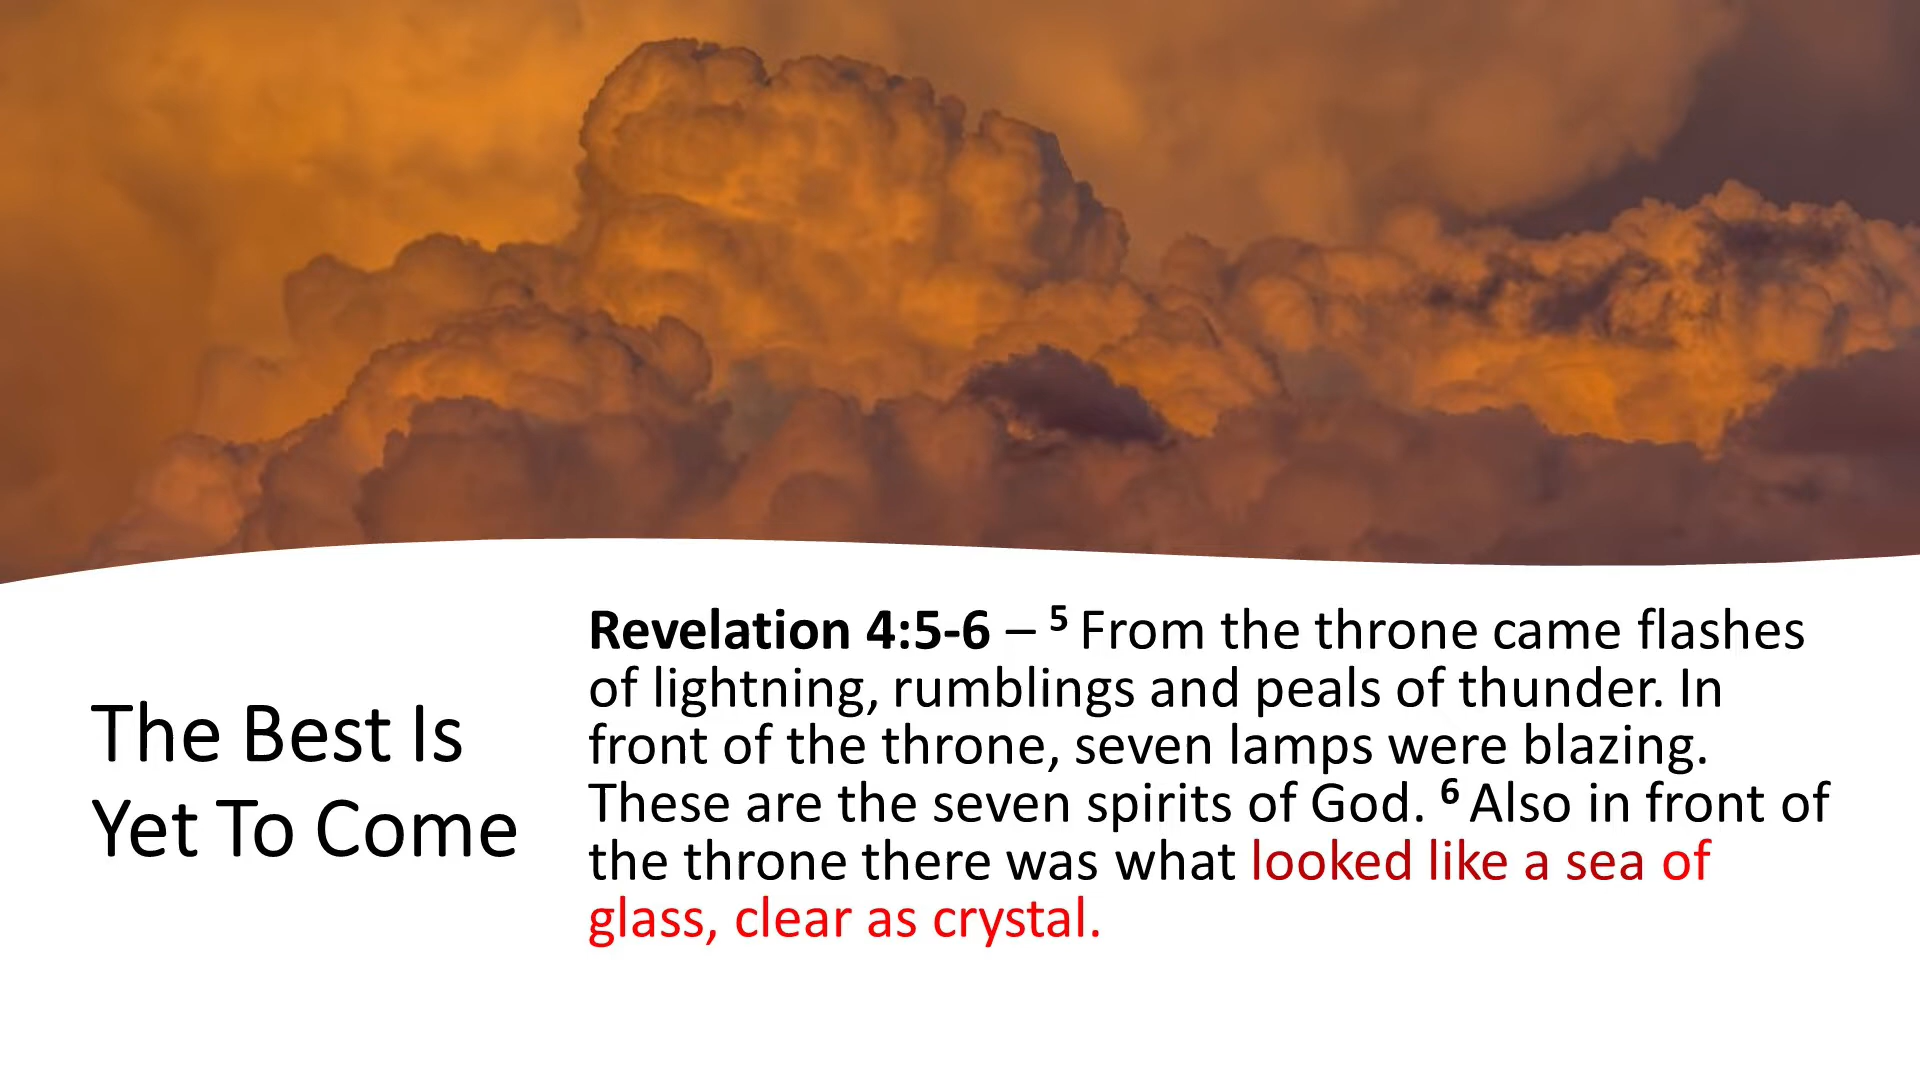 The Best Is
Yet To Come
Revelation 4:5-6 – 5 From the throne came flashes
of lightning, rumblings and peals of thunder. In
front of the throne, seven lamps were blazing.
These are the seven spirits of God. 6 Also in front of
the throne there was what looked like a sea of
glass, clear as crystal.